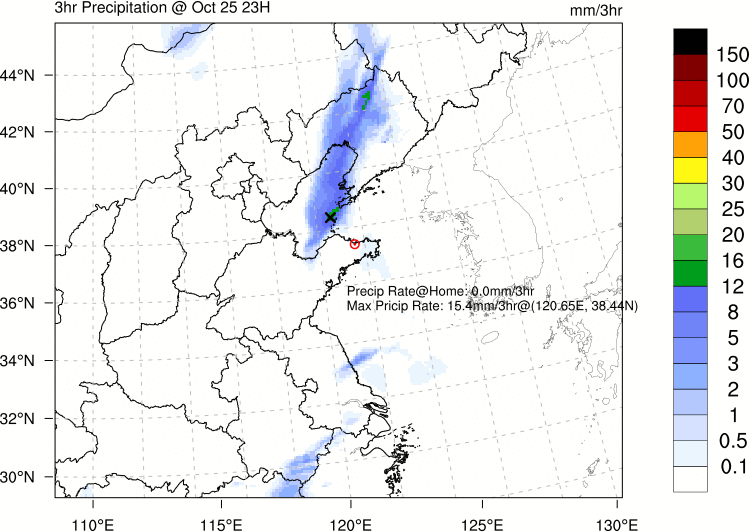 3hr Precipitation @ Oct 25 23H
mm/3hr
44°N
42°N
40°N
38°N
36°N
34°N
32°N
30°N
Precip Rate@Home: 0.0mm/3hr
Max Pricip Rate: 15.4mm/3hr@(120.65E, 38.44N)
110°E
115°E
120°E
125°E
130°E
150
100
70
50
40
30
25
20
16
12
8
5
3
2
1
0.5
0.1